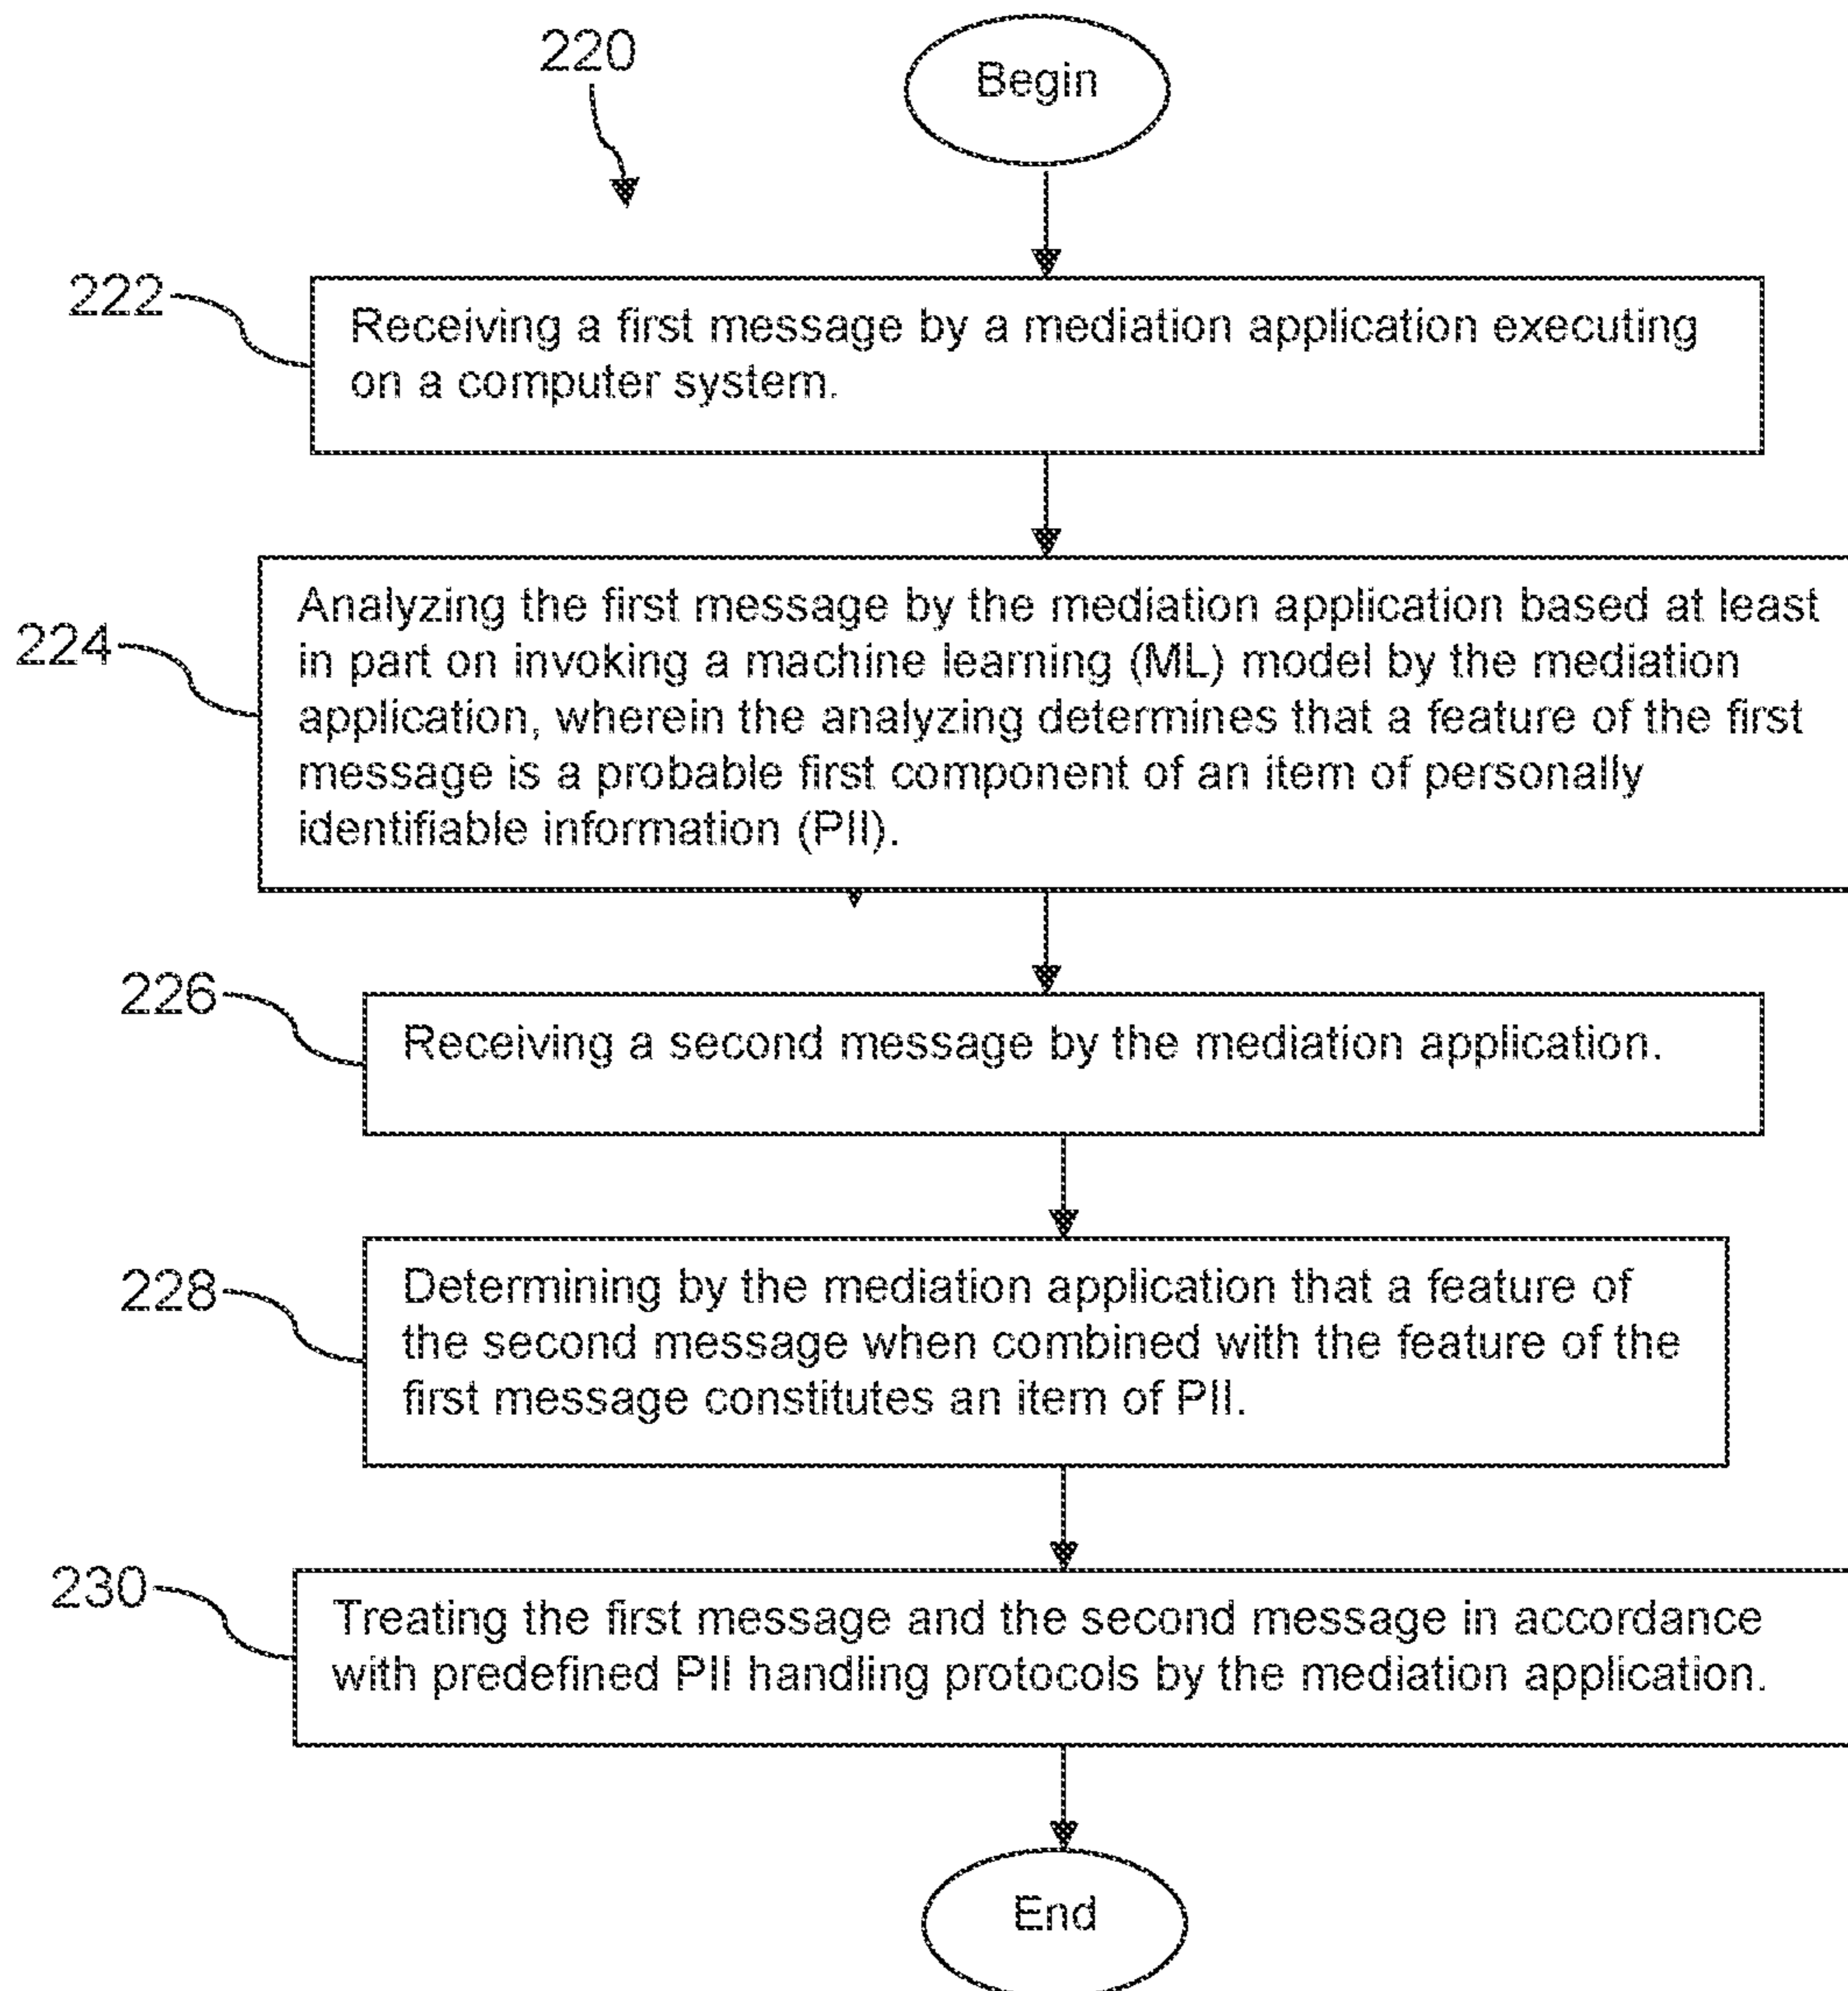 220
Begin
222
Receiving a first message by a mediation application executing
on a computer system.
224
Analyzing the first message by the mediation application based at least
in part on invoking a machine learning (ML) model by the mediation
application, wherein the analyzing determines that a feature of the first
message is a probable first component of an item of personally
identifiable information (PII).
226
Receiving a second message by the mediation application.
228
Determining by the mediation application that a feature of
the second message when combined with the feature of the
first message constitutes an item of PII.
230
Treating the first message and the second message in accordance
with predefined PII handling protocols by the mediation application.
End